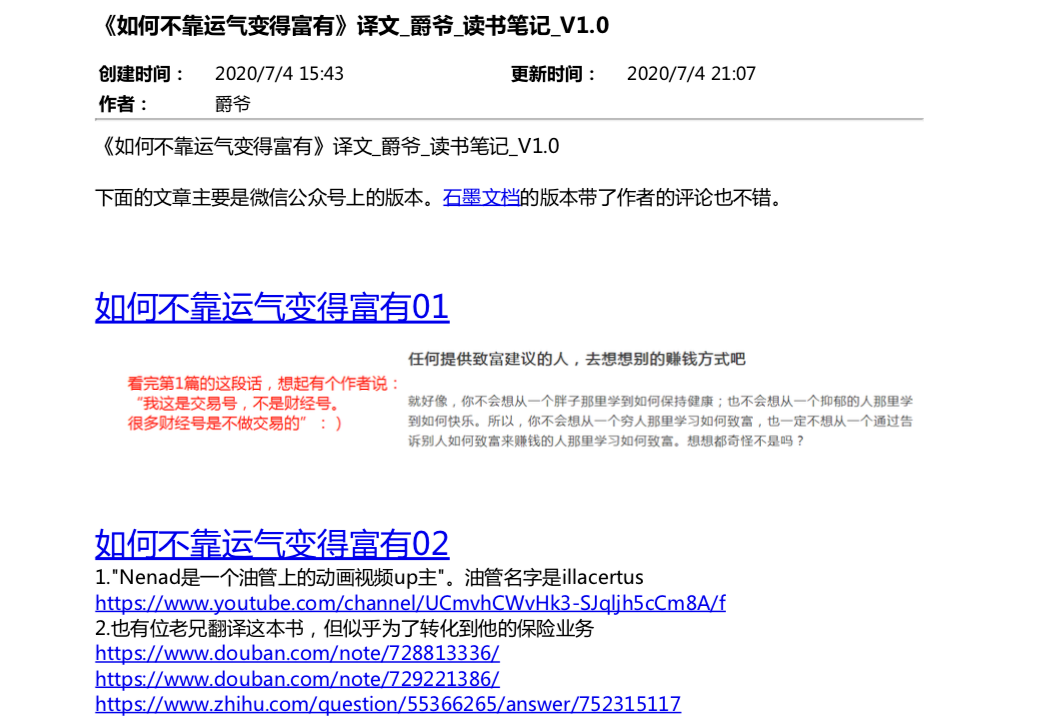 《如何不靠运气变得富有》译文_爵爷_读书笔记_V1.0
创建时间： 2020/7/4 15:43 更新时间： 2020/7/4 21:07
作者： 爵爷
《如何不靠运气变得富有》译文_爵爷_读书笔记_V1.0
下面的文章主要是微信公众号上的版本。石墨文档的版本带了作者的评论也不错。
如何不靠运气变得富有01
看完第1篇的这段话，想起有个作者说：
“我这是交易号，不是财经号。
很多财经号是不做交易的”：）
任何提供致富建议的人，去想想别的赚钱方式吧
就好像，你不会想从一个胖子那里学到如何保持健康；也不会想从一个抑郁的人那里学
到如何快乐。所以，你不会想从一个穷人那里学习如何致富，也一定不想从一个通过告
诉别人如何致富来赚钱的人那里学习如何致富。想想都奇怪不是吗？
如何不靠运气变得富有02
1."Nenad是一个油管上的动画视频up主"。油管名字是illacertus
https://www.youtube.com/channel/UCmvhCWvHk3-SJqljh5cCm8A/f
2.也有位老兄翻译这本书，但似乎为了转化到他的保险业务
https://www.douban.com/note/728813336/
https://www.douban.com/note/729221386/
https://www.zhihu.com/question/55366265/answer/752315117